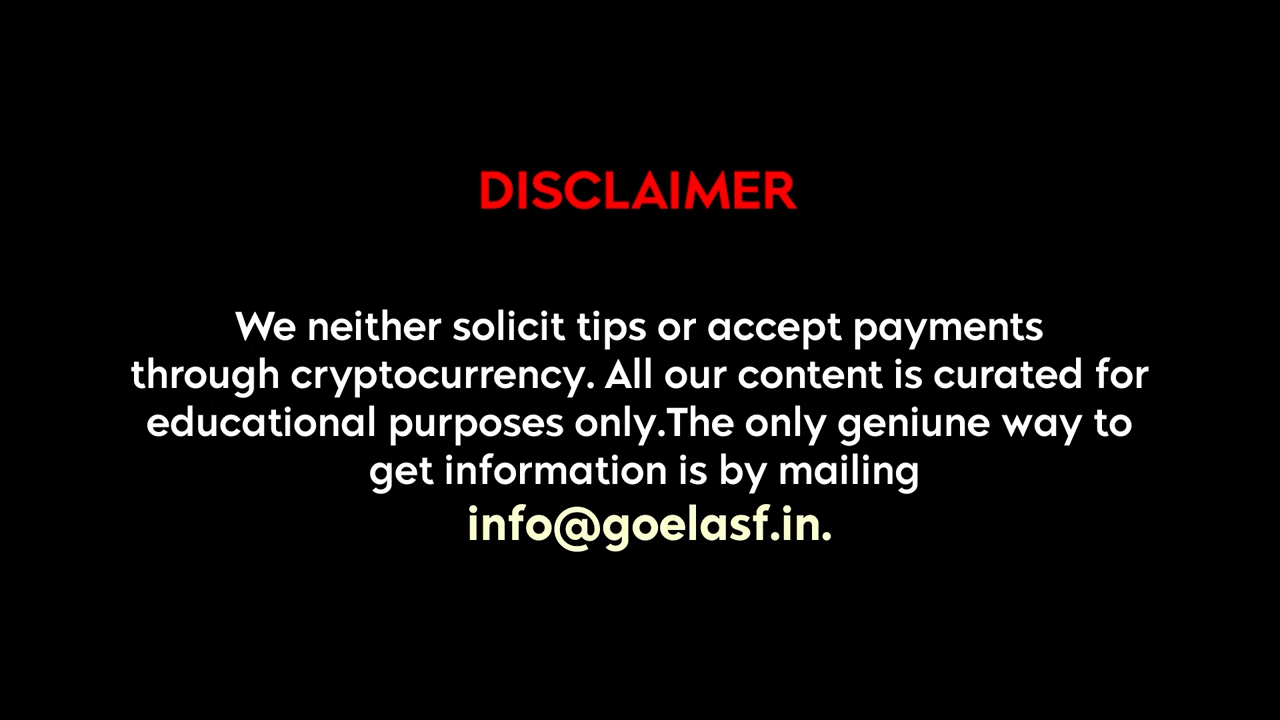 DISCLAIMER
We neither solicit tips or accept payments
through cryptocurrency. All our content is curated for
educational purposes only.The only geniune way to
get information is by mailing
info@goelasf.in.